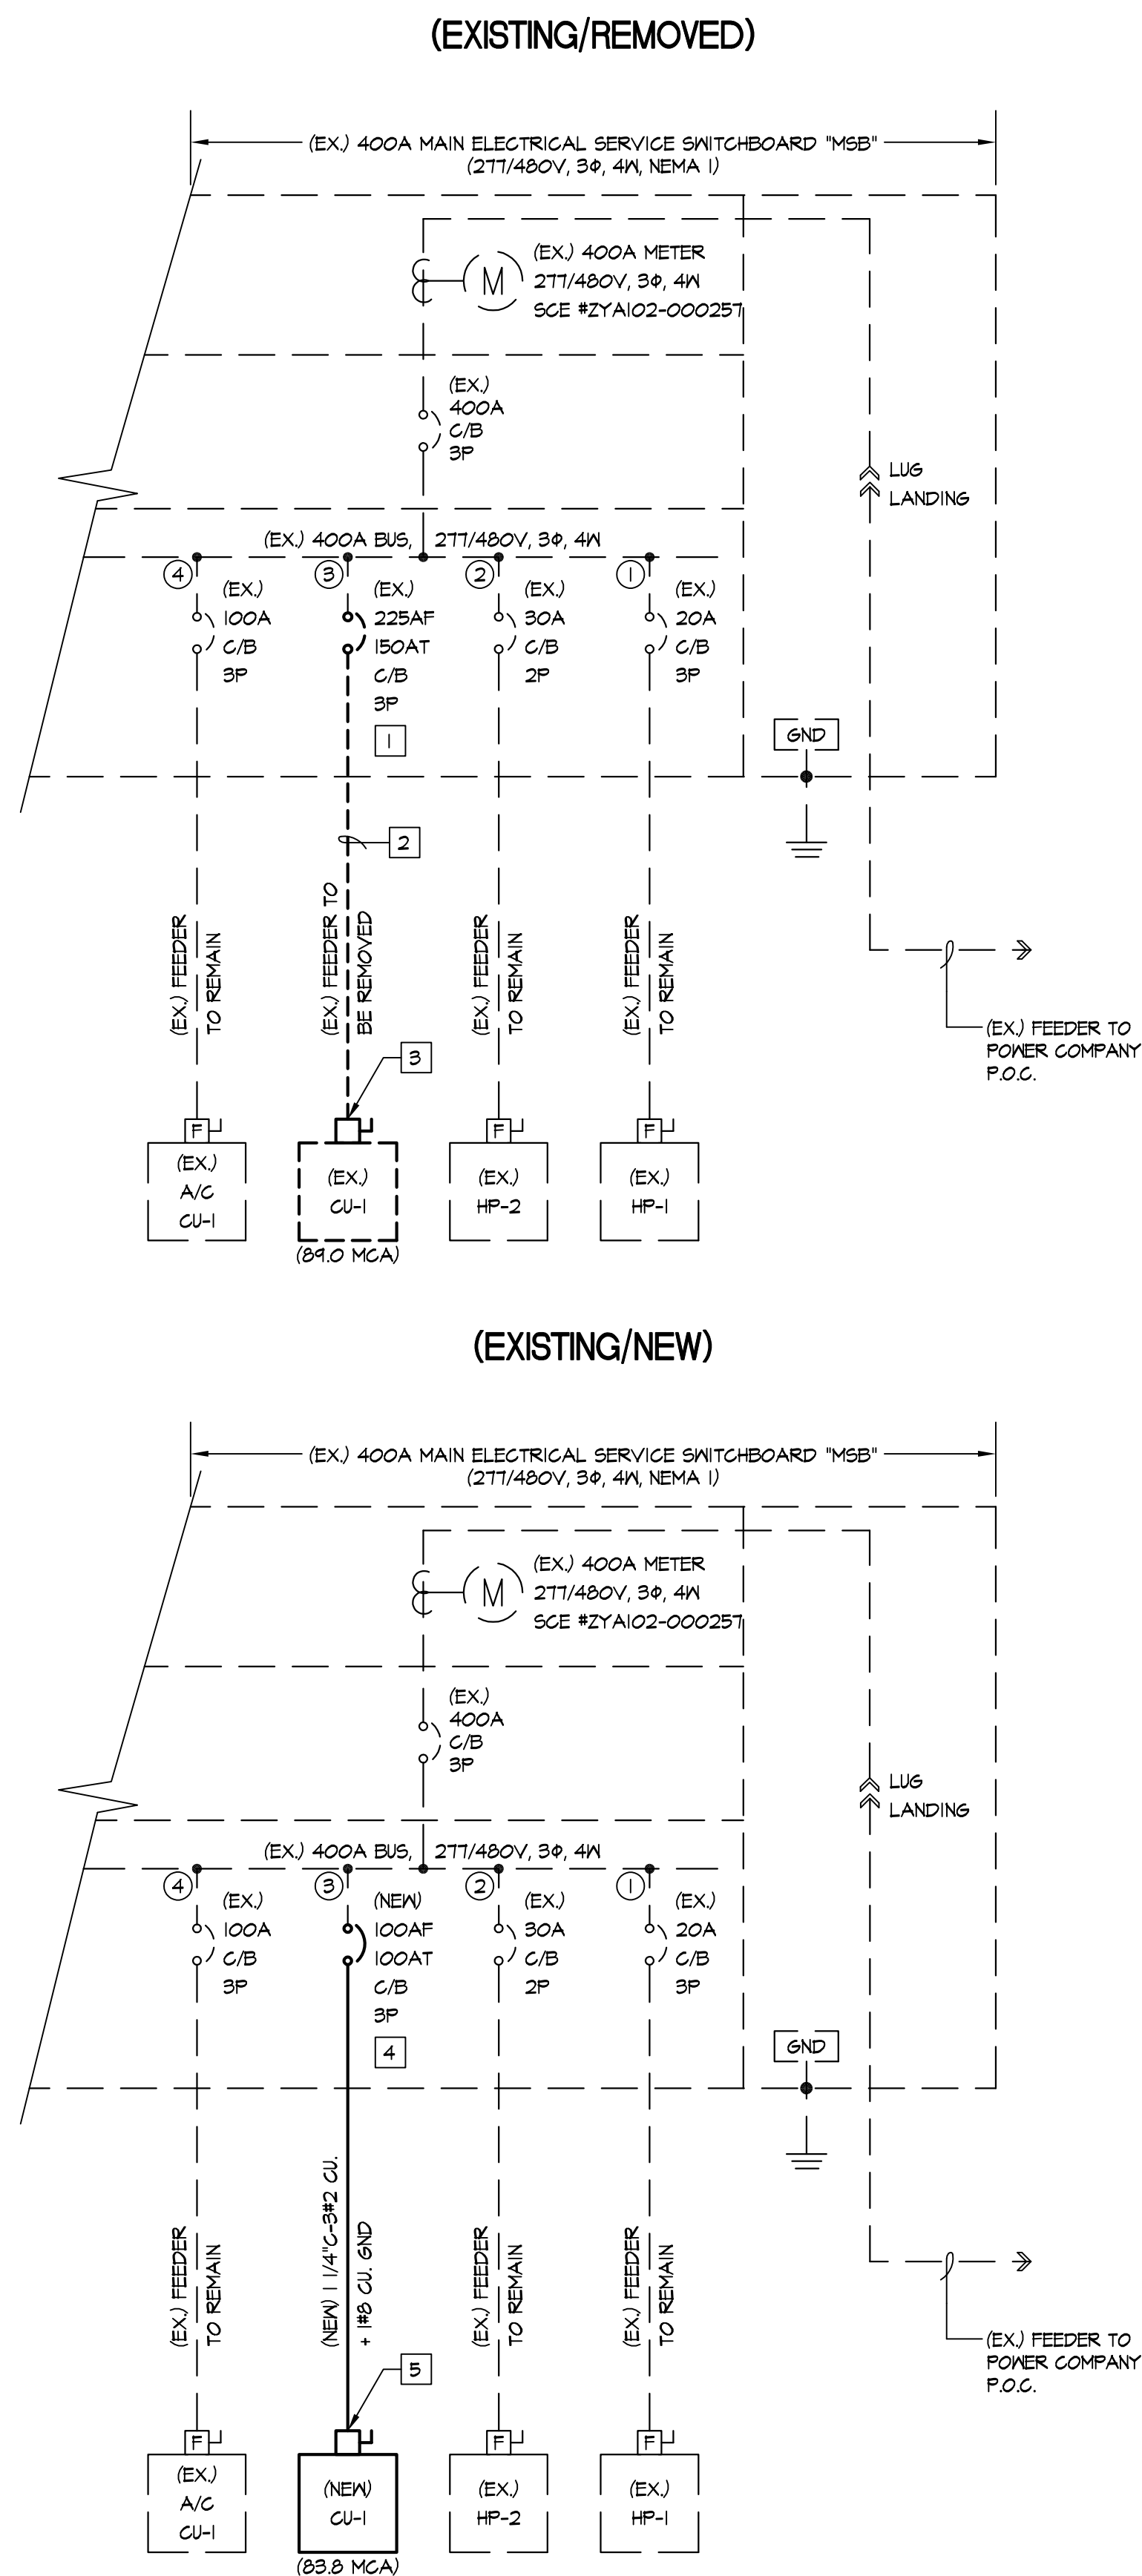 (EXISTING/REMOVED)
(EX.) 400A MAIN ELECTRICAL SERVICE SWITCHBOARD "MSB"
(277/480V, 3Φ, 4W, NEMA 1)
(EX.) 400A METER
277/480V, 3Φ, 4W
SCE #ZYA102-000257
M
(EX.)
400A
C/B
3P
LUG
LANDING
(EX.) 400A BUS, 277/480V, 3Φ, 4W
4
(EX.)
100A
C/B
3P
3
(EX.)
225AF
150AT
C/B
3P
1
2
(EX.)
30A
C/B
2P
1
(EX.)
20A
C/B
3P
GND
2
(EX.) FEEDER
TO REMAIN
(EX.) FEEDER TO
BE REMOVED
(EX.) FEEDER
TO REMAIN
(EX.) FEEDER
TO REMAIN
(EX.) FEEDER TO
POWER COMPANY
P.O.C.
3
F
F
F
(EX.)
A/C
CU-1
(EX.)
CU-1
(89.0 MCA)
(EX.)
HP-2
(EX.)
HP-1
(EXISTING/NEW)
(EX.) 400A MAIN ELECTRICAL SERVICE SWITCHBOARD "MSB"
(277/480V, 3Φ, 4W, NEMA 1)
(EX.) 400A METER
277/480V, 3Φ, 4W
SCE #ZYA102-000257
M
(EX.)
400A
C/B
3P
LUG
LANDING
(EX.) 400A BUS, 277/480V, 3Φ, 4W
4
(EX.)
100A
C/B
3P
3
(NEW)
100AF
100AT
C/B
3P
4
2
(EX.)
30A
C/B
2P
1
(EX.)
20A
C/B
3P
GND
(EX.) FEEDER
TO REMAIN
(NEW) 1 1/4"C-3#2 CU.
+ 1#8 CU. GND
(EX.) FEEDER
TO REMAIN
(EX.) FEEDER
TO REMAIN
(EX.) FEEDER TO
POWER COMPANY
P.O.C.
5
F
F
F
(EX.)
A/C
CU-1
(NEW)
CU-1
(83.8 MCA)
(EX.)
HP-2
(EX.)
HP-1